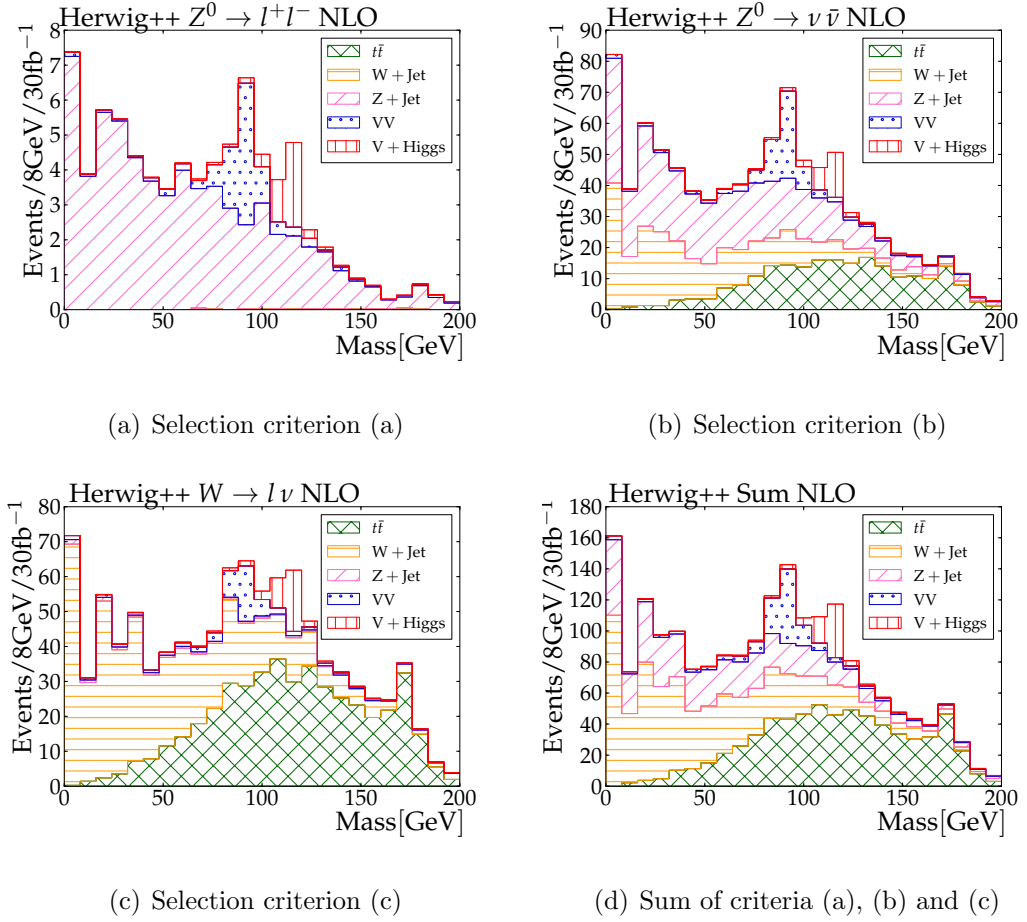 Herwig++ Z⁰ → l⁺l⁻ NLO
Events/8GeV/30fb⁻¹
8
7
6
5
4
3
2
1
0
tt̄
W + Jet
Z + Jet
VV
V + Higgs
0 50 100 150 200
Mass[GeV]
(a) Selection criterion (a)
Herwig++ Z⁰ → ν ν̄ NLO
Events/8GeV/30fb⁻¹
90
80
70
60
50
40
30
20
10
0
tt̄
W + Jet
Z + Jet
VV
V + Higgs
0 50 100 150 200
Mass[GeV]
(b) Selection criterion (b)
Herwig++ W → l ν NLO
Events/8GeV/30fb⁻¹
80
70
60
50
40
30
20
10
0
tt̄
W + Jet
Z + Jet
VV
V + Higgs
0 50 100 150 200
Mass[GeV]
(c) Selection criterion (c)
Herwig++ Sum NLO
Events/8GeV/30fb⁻¹
180
160
140
120
100
80
60
40
20
0
tt̄
W + Jet
Z + Jet
VV
V + Higgs
0 50 100 150 200
Mass[GeV]
(d) Sum of criteria (a), (b) and (c)